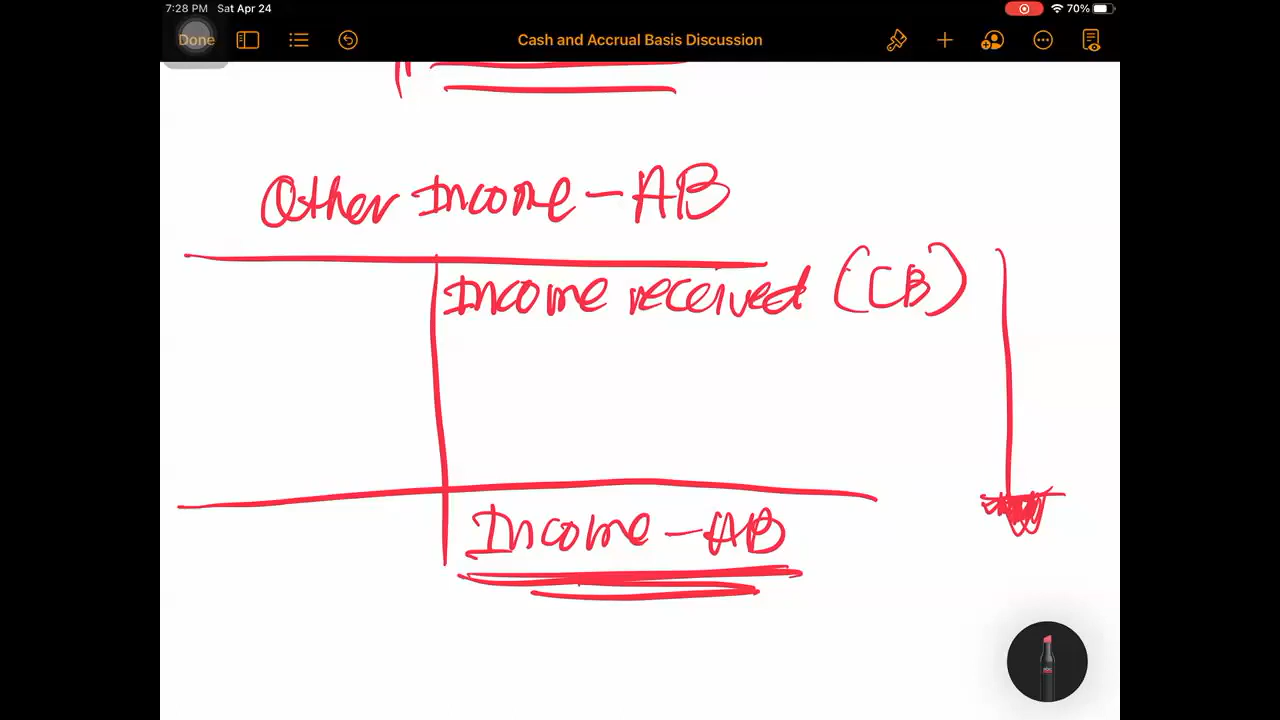 7:28 PM Sat Apr 24
70%
Done
Cash and Accrual Basis Discussion
Other Income - AB
Income received (CB)
Income - AB